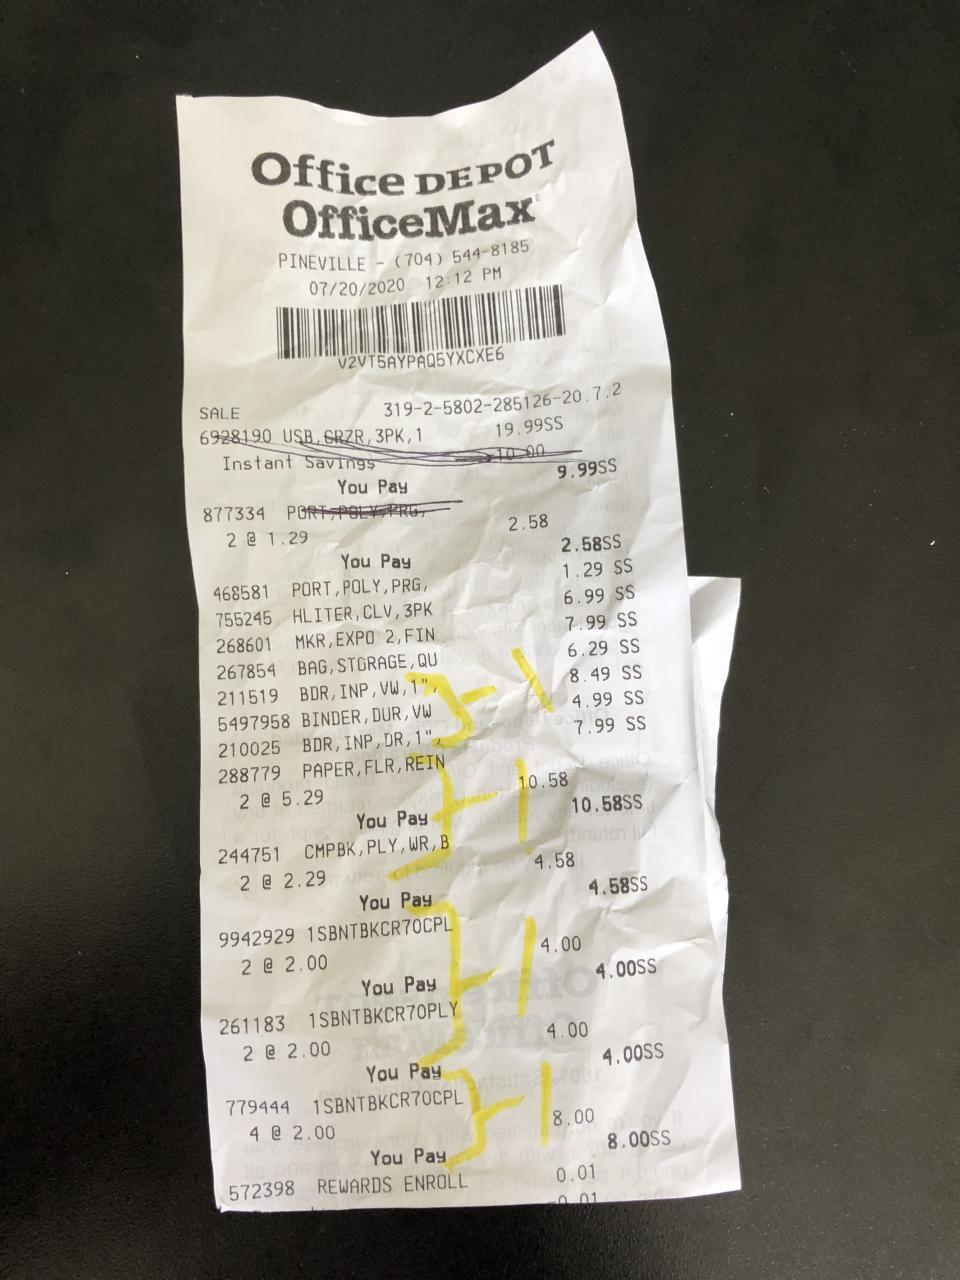 Office DEPOT
OfficeMax
PINEVILLE - (704) 544-8185
07/20/2020 12:12 PM
V2VT5AYPAQ5YXCXE6
SALE 319-2-5802-285126-20.7.2
6928190 USB,CRZR,3PK,1 19.99SS
Instant Savings 10.00
You Pay 9.99SS
877334 PORT,POLY,PRG,
2 @ 1.29 2.58
You Pay 2.58SS
468581 PORT,POLY,PRG, 1.29 SS
755245 HLITER,CLV,3PK 6.99 SS
268601 MKR,EXPO 2,FIN 7.99 SS
267854 BAG,STORAGE,QU 6.29 SS
211519 BDR,INP,VW,1", 8.49 SS
5497958 BINDER,DUR,VW 4.99 SS
210025 BDR,INP,DR,1", 7.99 SS
288779 PAPER,FLR,REIN
2 @ 5.29 10.58
You Pay 10.58SS
244751 CMPBK,PLY,WR,B
2 @ 2.29 4.58
You Pay 4.58SS
9942929 1SBNTBKCR70CPL
2 @ 2.00 4.00
You Pay 4.00SS
261183 1SBNTBKCR70PLY
2 @ 2.00 4.00
You Pay 4.00SS
779444 1SBNTBKCR70CPL
4 @ 2.00 8.00
You Pay 8.00SS
572398 REWARDS ENROLL 0.01
-0.01